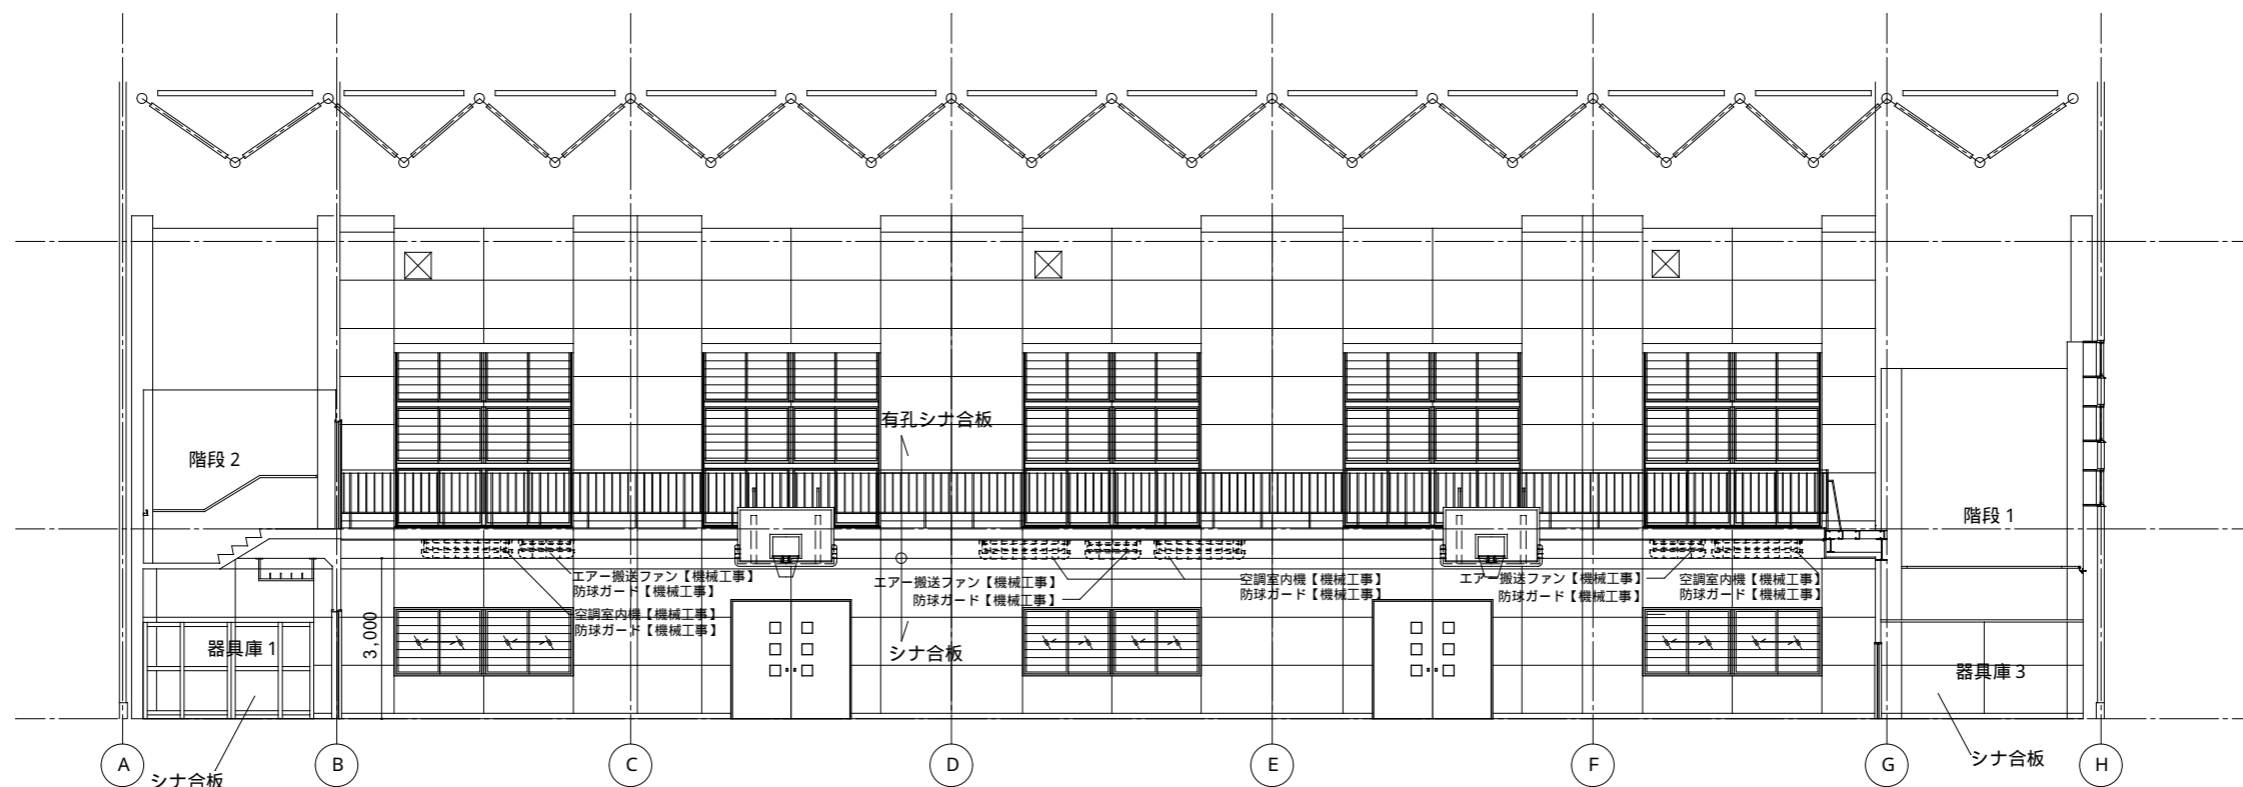 有孔シナ合板
階段 2
階段 1
エアー搬送ファン【機械工事】
防球ガード【機械工事】
空調室内機【機械工事】
防球ガード【機械工事】
エアー搬送ファン【機械工事】
防球ガード【機械工事】
空調室内機【機械工事】
防球ガード【機械工事】
エアー搬送ファン【機械工事】
防球ガード【機械工事】
空調室内機【機械工事】
防球ガード【機械工事】
3,000
器具庫 1
シナ合板
器具庫 3
シナ合板
シナ合板
A
B
C
D
E
F
G
H